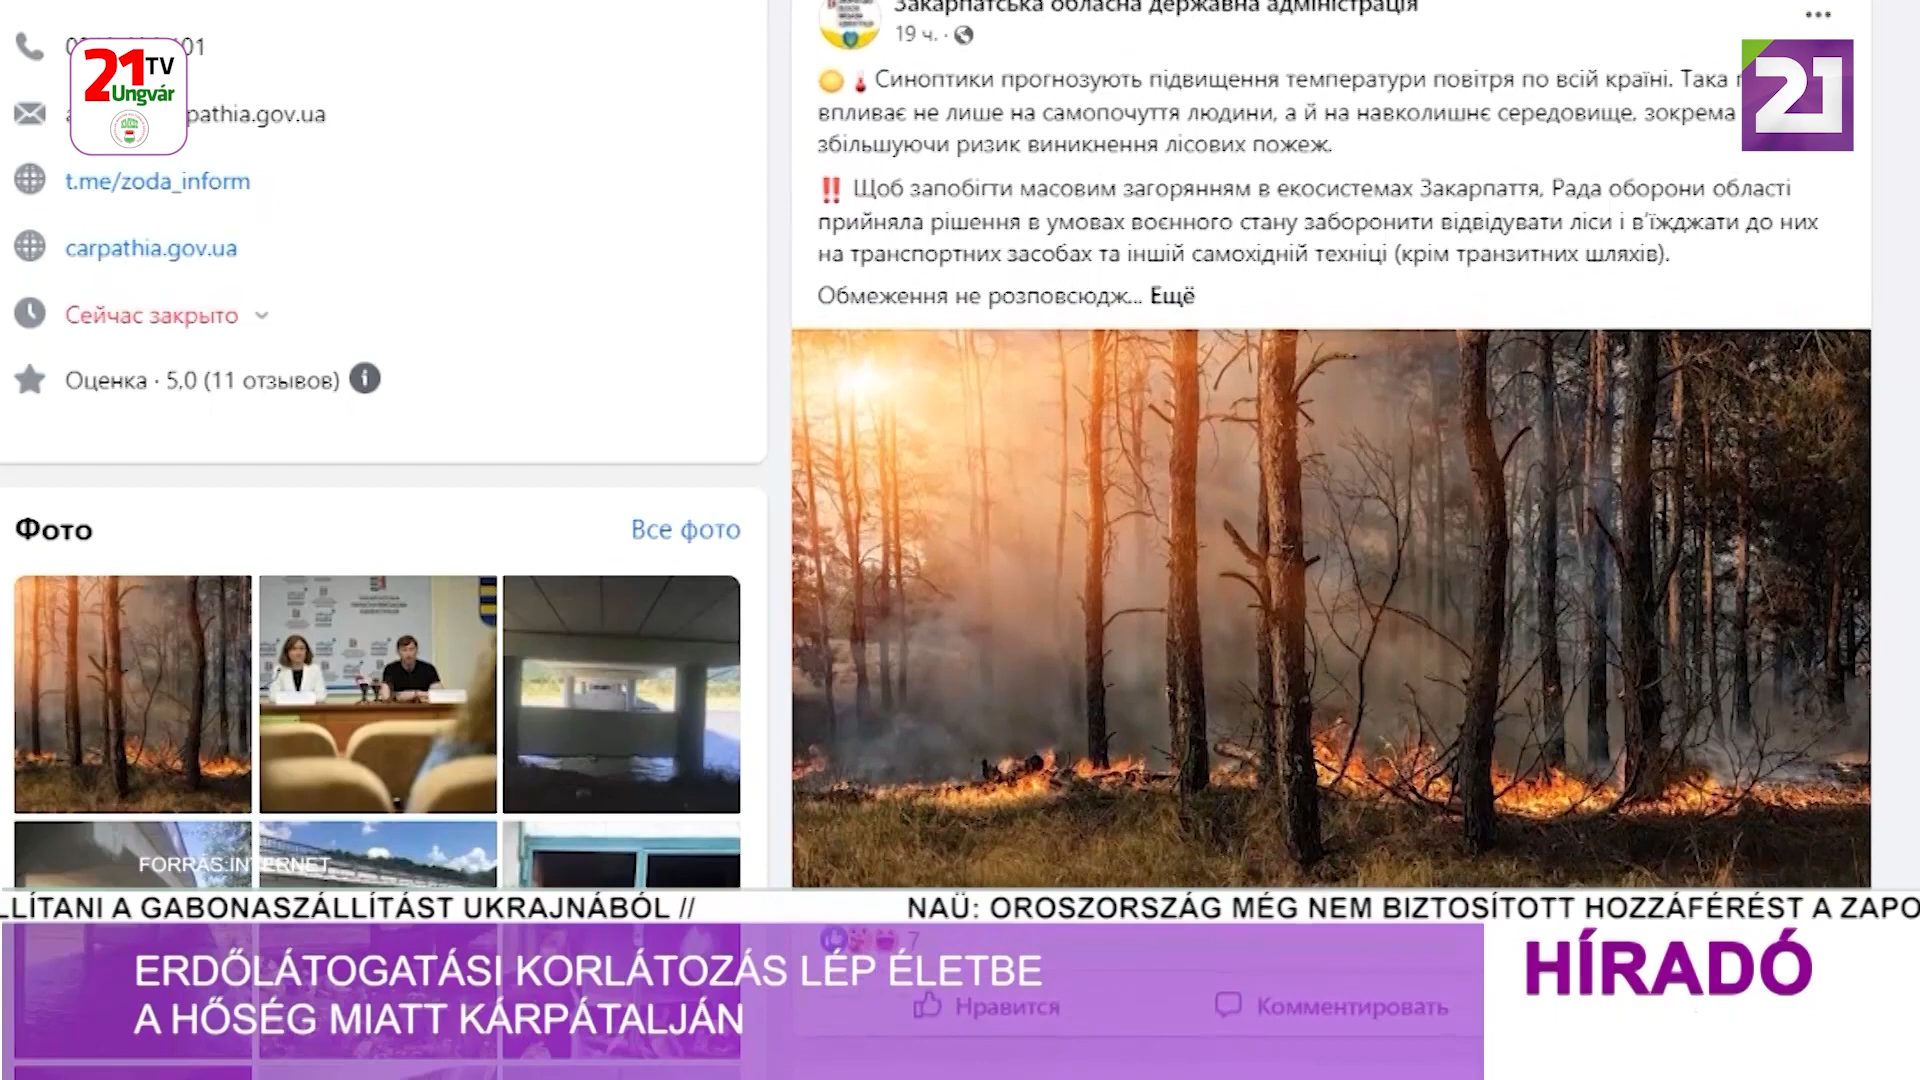 21 TV
Ungvár
pathia.gov.ua
t.me/zoda_inform
carpathia.gov.ua
Сейчас закрыто
Оценка · 5,0 (11 отзывов)
Фото
Все фото
Закарпатська обласна державна адміністрація
19 ч. ·
Синоптики прогнозують підвищення температури повітря по всій країні. Така
впливає не лише на самопочуття людини, а й на навколишнє середовище, зокрема
збільшуючи ризик виникнення лісових пожеж.
‼ Щоб запобігти масовим загорянням в екосистемах Закарпаття, Рада оборони області
прийняла рішення в умовах воєнного стану заборонити відвідувати ліси і в’їжджати до них
на транспортних засобах та іншій самохідній техніці (крім транзитних шляхів).
Обмеження не розповсюдж... Ещё
21
FORRÁS:INTERNET
LLÍTANI A GABONASZÁLLÍTÁST UKRAJNÁBÓL //
NAÜ: OROSZORSZÁG MÉG NEM BIZTOSÍTOTT HOZZÁFÉRÉST A ZAPO
7
ERDŐLÁTOGATÁSI KORLÁTOZÁS LÉP ÉLETBE
A HŐSÉG MIATT KÁRPÁTALJÁN
Нравится
Комментировать
HÍRADÓ